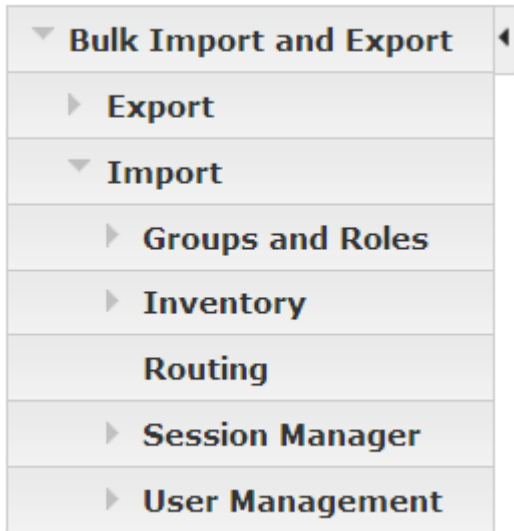 Bulk Import and Export
Export
Import
Groups and Roles
Inventory
Routing
Session Manager
User Management